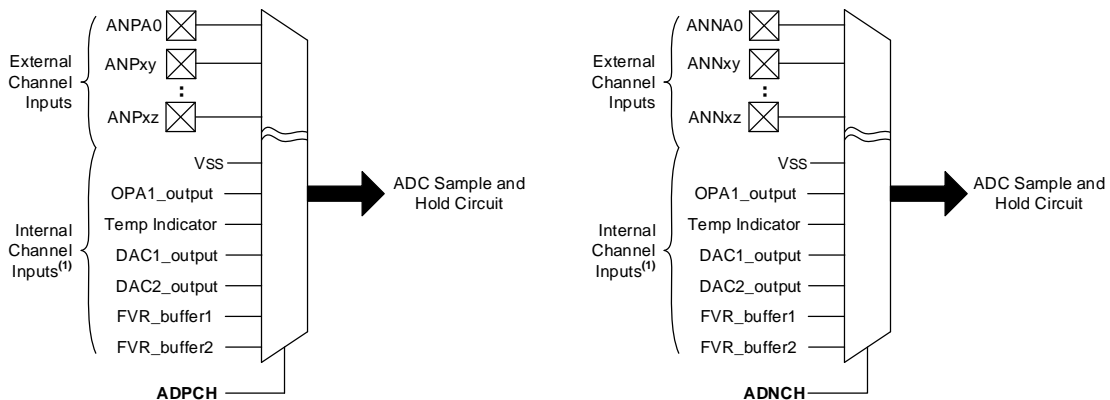 External
Channel
Inputs
ANPA0
ANPxy
ANPxz
Internal
Channel
Inputs(1)
VSS
OPA1_output
Temp Indicator
DAC1_output
DAC2_output
FVR_buffer1
FVR_buffer2
ADPCH
ADC Sample and
Hold Circuit
External
Channel
Inputs
ANNA0
ANNxy
ANNxz
Internal
Channel
Inputs(1)
VSS
OPA1_output
Temp Indicator
DAC1_output
DAC2_output
FVR_buffer1
FVR_buffer2
ADNCH
ADC Sample and
Hold Circuit